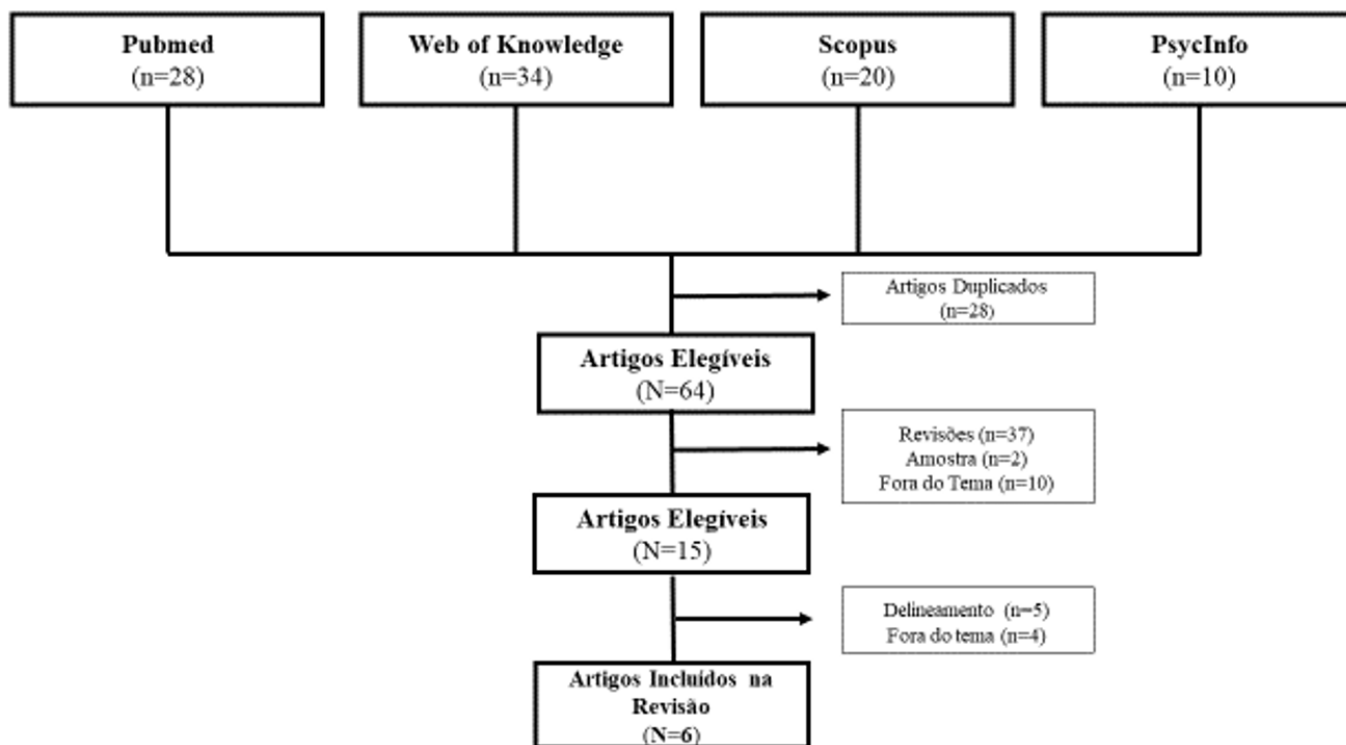 Pubmed
(n=28)
Web of Knowledge
(n=34)
Scopus
(n=20)
PsycInfo
(n=10)
Artigos Duplicados
(n=28)
Artigos Elegíveis
(N=64)
Revisões (n=37)
Amostra (n=2)
Fora do Tema (n=10)
Artigos Elegíveis
(N=15)
Delineamento (n=5)
Fora do tema (n=4)
Artigos Incluídos na
Revisão
(N=6)